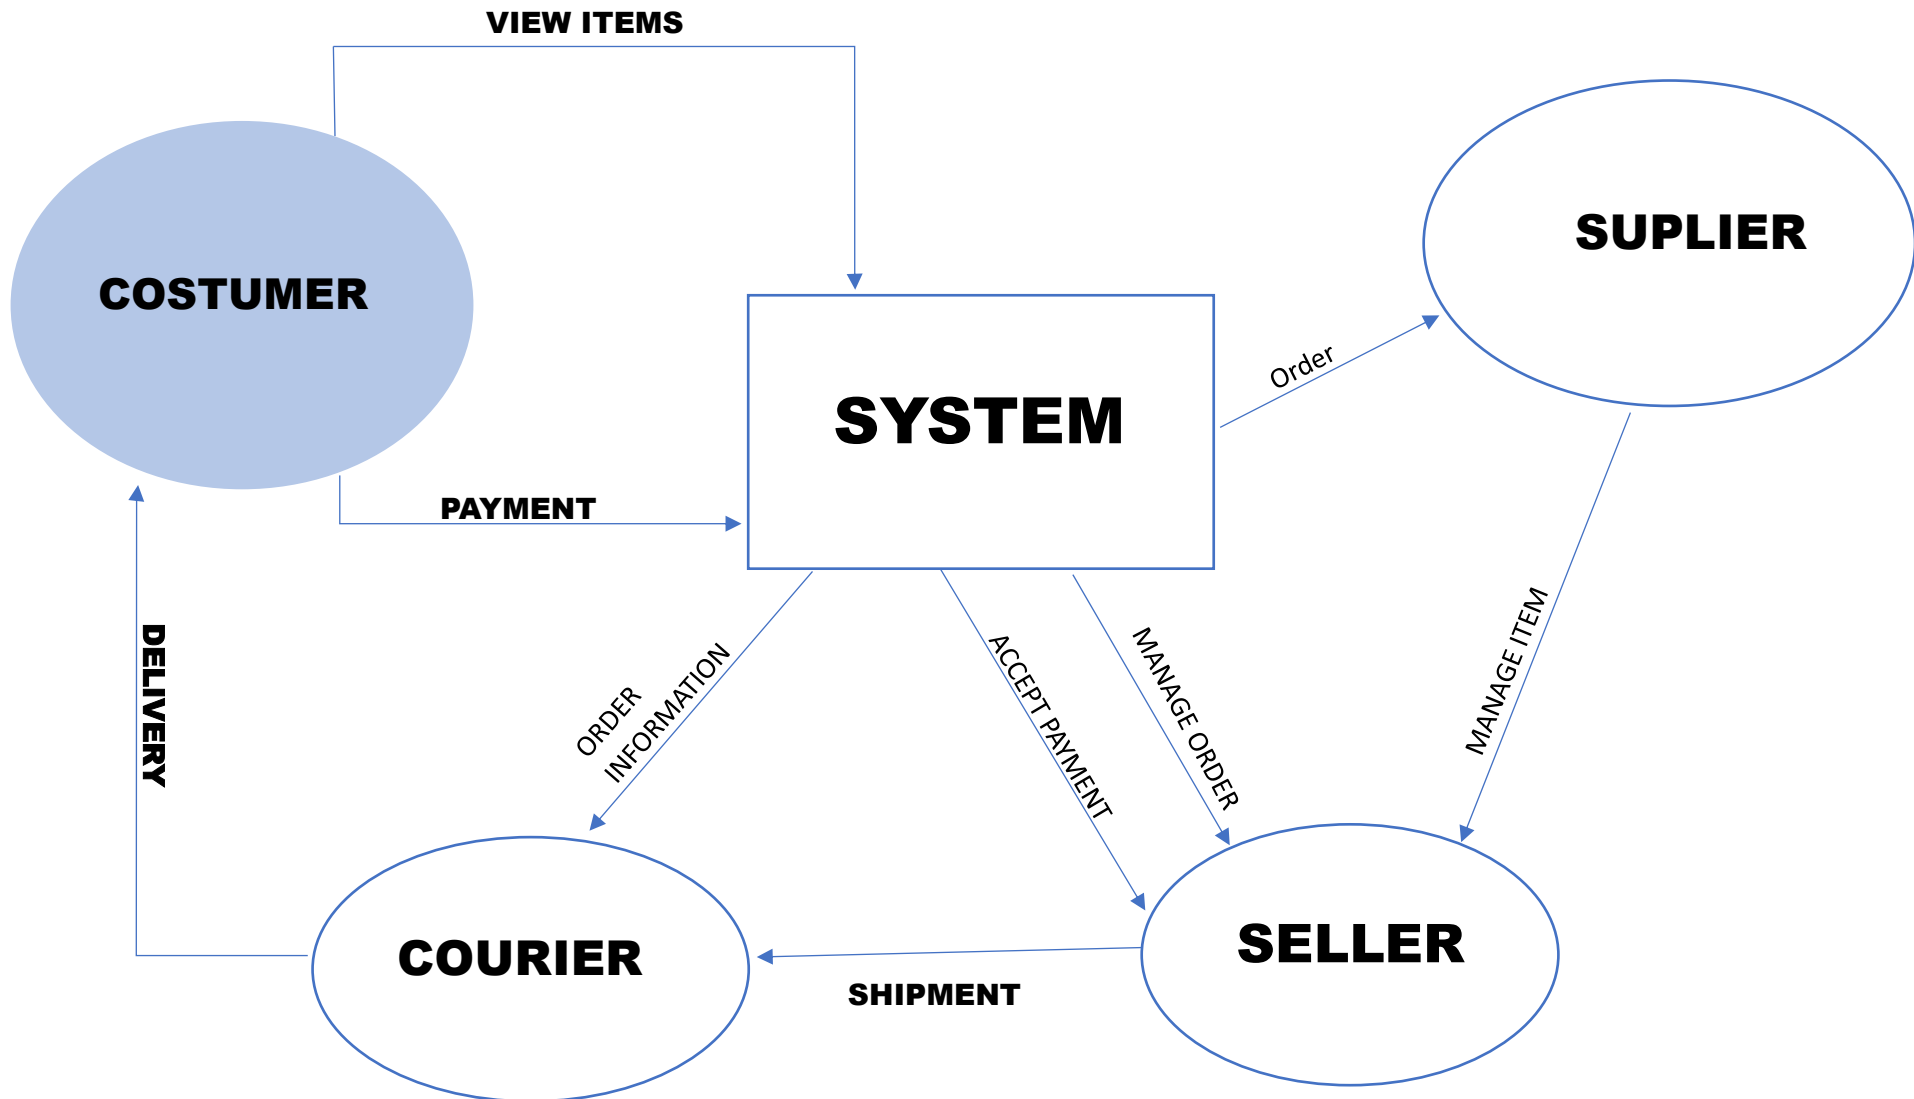 VIEW ITEMS
SUPLIER
COSTUMER
Order
SYSTEM
PAYMENT
DELIVERY
ORDER
INFORMATION
ACCEPT PAYMENT
MANAGE ORDER
MANAGE ITEM
COURIER
SELLER
SHIPMENT